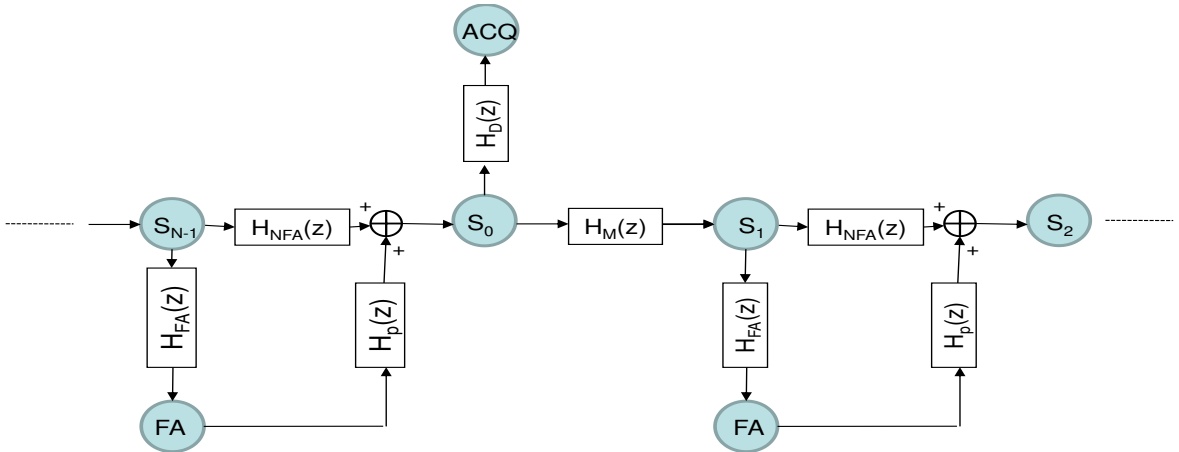 ACQ
H_D(z)
S_N-1
H_NFA(z)
+
S_0
H_M(z)
S_1
H_NFA(z)
+
S_2
+
+
H_FA(z)
H_p(z)
H_FA(z)
H_p(z)
FA
FA